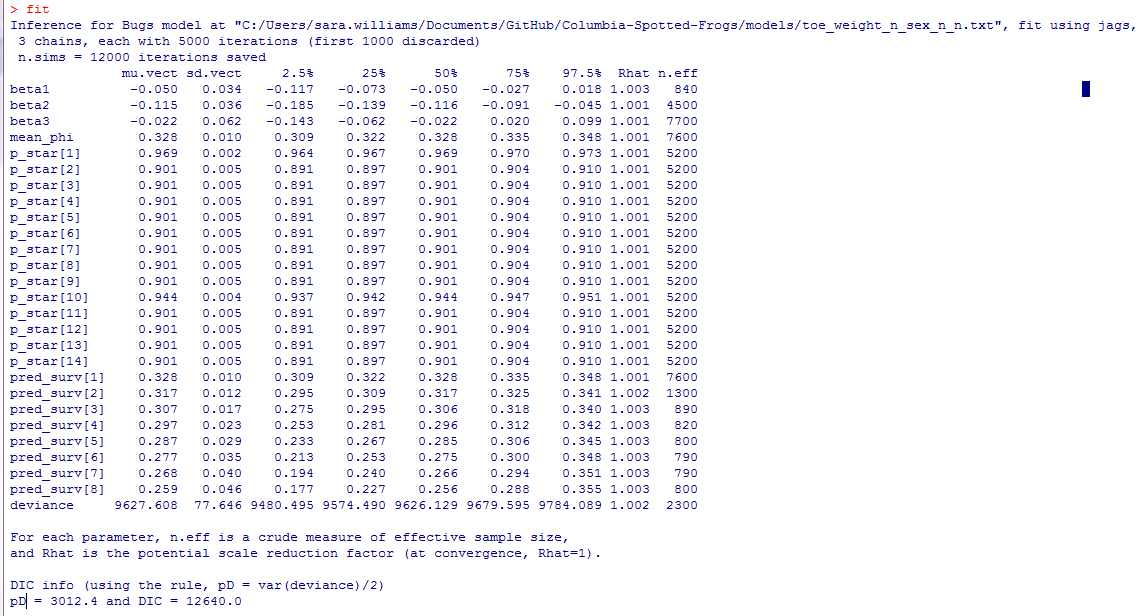 > fit
Inference for Bugs model at "C:/Users/sara.williams/Documents/GitHub/Columbia-Spotted-Frogs/models/toe_weight_n_sex_n_n.txt", fit using jags,
 3 chains, each with 5000 iterations (first 1000 discarded)
 n.sims = 12000 iterations saved
              mu.vect sd.vect     2.5%      25%      50%      75%    97.5%  Rhat n.eff
beta1          -0.050   0.034   -0.117   -0.073   -0.050   -0.027    0.018 1.003   840
beta2          -0.115   0.036   -0.185   -0.139   -0.116   -0.091   -0.045 1.001  4500
beta3          -0.022   0.062   -0.143   -0.062   -0.022    0.020    0.099 1.001  7700
mean_phi        0.328   0.010    0.309    0.322    0.328    0.335    0.348 1.001  7600
p_star[1]       0.969   0.002    0.964    0.967    0.969    0.970    0.973 1.001  5200
p_star[2]       0.901   0.005    0.891    0.897    0.901    0.904    0.910 1.001  5200
p_star[3]       0.901   0.005    0.891    0.897    0.901    0.904    0.910 1.001  5200
p_star[4]       0.901   0.005    0.891    0.897    0.901    0.904    0.910 1.001  5200
p_star[5]       0.901   0.005    0.891    0.897    0.901    0.904    0.910 1.001  5200
p_star[6]       0.901   0.005    0.891    0.897    0.901    0.904    0.910 1.001  5200
p_star[7]       0.901   0.005    0.891    0.897    0.901    0.904    0.910 1.001  5200
p_star[8]       0.901   0.005    0.891    0.897    0.901    0.904    0.910 1.001  5200
p_star[9]       0.901   0.005    0.891    0.897    0.901    0.904    0.910 1.001  5200
p_star[10]      0.944   0.004    0.937    0.942    0.944    0.947    0.951 1.001  5200
p_star[11]      0.901   0.005    0.891    0.897    0.901    0.904    0.910 1.001  5200
p_star[12]      0.901   0.005    0.891    0.897    0.901    0.904    0.910 1.001  5200
p_star[13]      0.901   0.005    0.891    0.897    0.901    0.904    0.910 1.001  5200
p_star[14]      0.901   0.005    0.891    0.897    0.901    0.904    0.910 1.001  5200
pred_surv[1]    0.328   0.010    0.309    0.322    0.328    0.335    0.348 1.001  7600
pred_surv[2]    0.317   0.012    0.295    0.309    0.317    0.325    0.341 1.002  1300
pred_surv[3]    0.307   0.017    0.275    0.295    0.306    0.318    0.340 1.003   890
pred_surv[4]    0.297   0.023    0.253    0.281    0.296    0.312    0.342 1.003   820
pred_surv[5]    0.287   0.029    0.233    0.267    0.285    0.306    0.345 1.003   800
pred_surv[6]    0.277   0.035    0.213    0.253    0.275    0.300    0.348 1.003   790
pred_surv[7]    0.268   0.040    0.194    0.240    0.266    0.294    0.351 1.003   790
pred_surv[8]    0.259   0.046    0.177    0.227    0.256    0.288    0.355 1.003   800
deviance     9627.608  77.646 9480.495 9574.490 9626.129 9679.595 9784.089 1.002  2300
For each parameter, n.eff is a crude measure of effective sample size,
and Rhat is the potential scale reduction factor (at convergence, Rhat=1).
DIC info (using the rule, pD = var(deviance)/2)
pD = 3012.4 and DIC = 12640.0